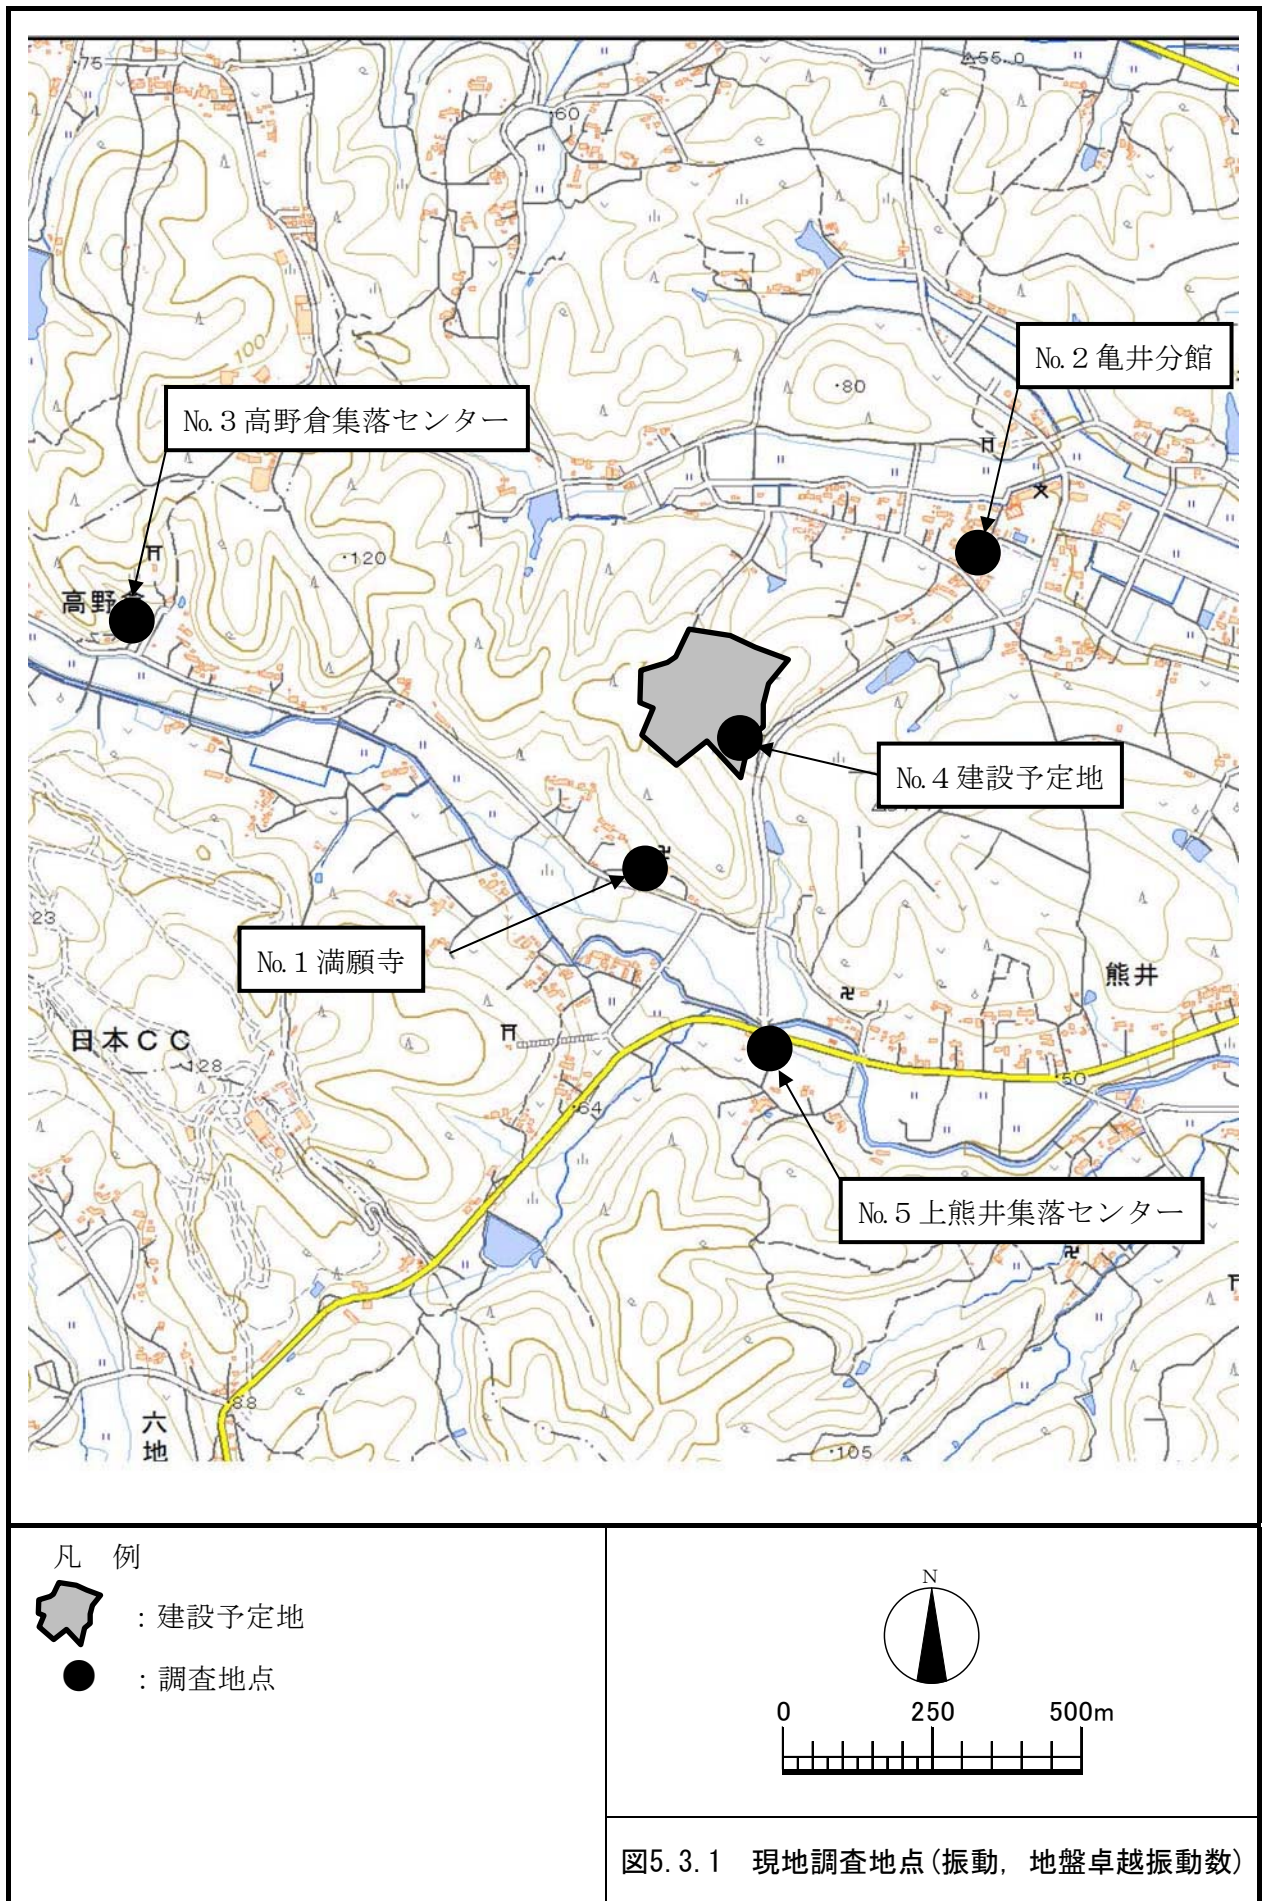 75
60
55.0
No.2 亀井分館
100
80
No.3 高野倉集落センター
120
高野
No.4 建設予定地
23
No.1 満願寺
熊井
日本CC
128
50
64
No.5 上熊井集落センター
88
六地
105
凡 例
：建設予定地
：調査地点
N
0 250 500m
図5.3.1 現地調査地点(振動, 地盤卓越振動数)